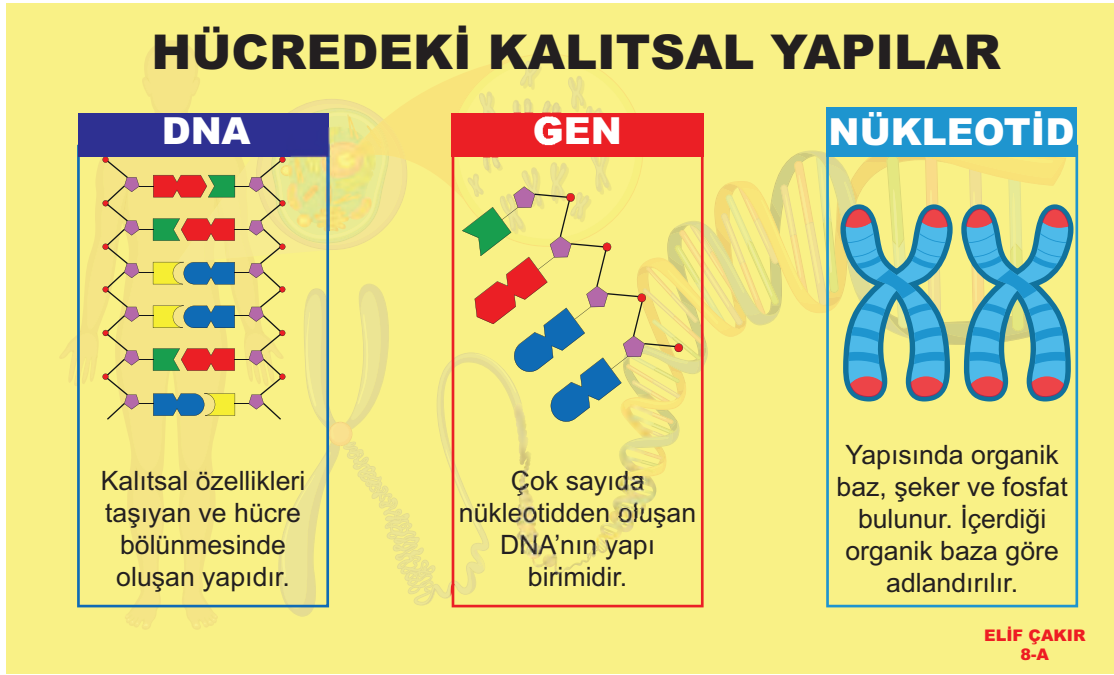 HÜCREDEKİ KALITSAL YAPILAR
DNA
Kalıtsal özellikleri
taşıyan ve hücre
bölünmesinde
oluşan yapıdır.
GEN
Çok sayıda
nükleotidden oluşan
DNA’nın yapı
birimidir.
NÜKLEOTİD
Yapısında organik
baz, şeker ve fosfat
bulunur. İçerdiği
organik baza göre
adlandırılır.
ELİF ÇAKIR
8-A